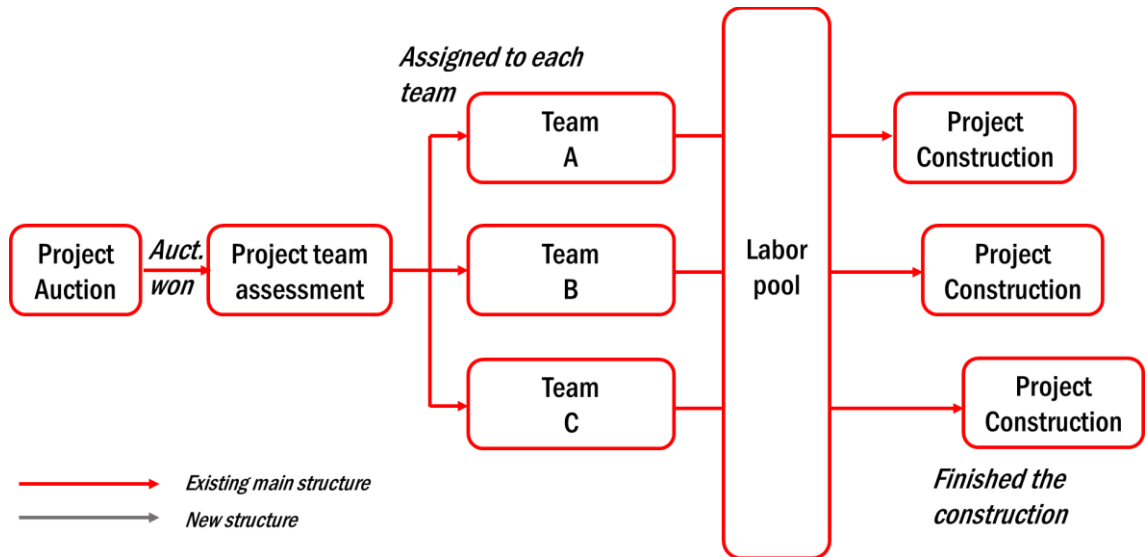 Assigned to each
team
Team
A
Project
Construction
Project
Auction
Auct.
won
Project team
assessment
Team
B
Labor
pool
Project
Construction
Team
C
Project
Construction
Existing main structure
New structure
Finished the
construction